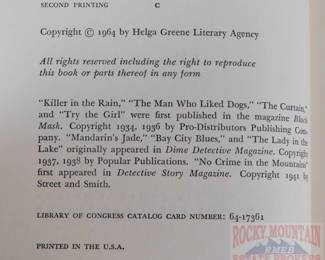 SECOND PRINTING C
Copyright © 1964 by Helga Greene Literary Agency
All rights reserved including the right to reproduce
this book or parts thereof in any form
"Killer in the Rain," "The Man Who Liked Dogs," "The Curtain,"
and "Try the Girl" were first published in the magazine Black
Mask. Copyright 1934, 1936 by Pro-Distributors Publishing Com-
pany. "Mandarin's Jade," "Bay City Blues," and "The Lady in the
Lake" originally appeared in Dime Detective Magazine. Copyright
1937, 1938 by Popular Publications. "No Crime in the Mountains"
first appeared in Detective Story Magazine. Copyright 1941 by
Street and Smith.
LIBRARY OF CONGRESS CATALOG CARD NUMBER: 64-17361
PRINTED IN THE U.S.A.
ROCKY MOUNTAIN
RMEB
ESTATE BROKERS